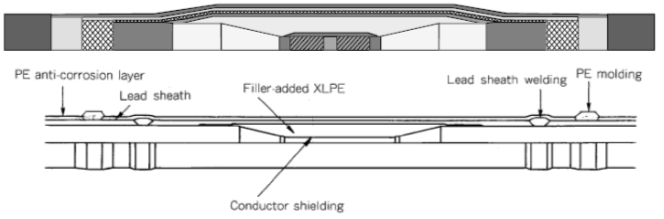 PE anti-corrosion layer
Lead sheath
Filler-added XLPE
Lead sheath welding
PE molding
Conductor shielding